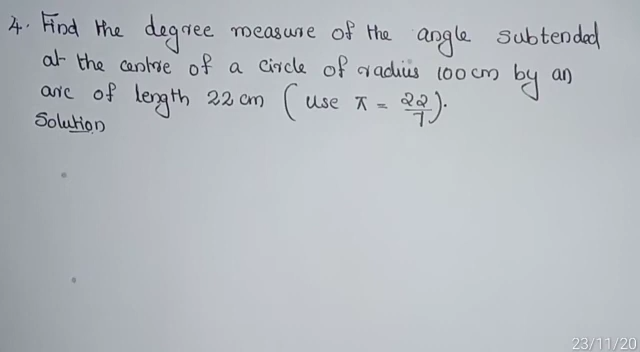 4. Find the degree measure of the angle subtended
at the centre of a circle of radius 100 cm by an
arc of length 22 cm (use π = 22/7).
Solution
23/11/20